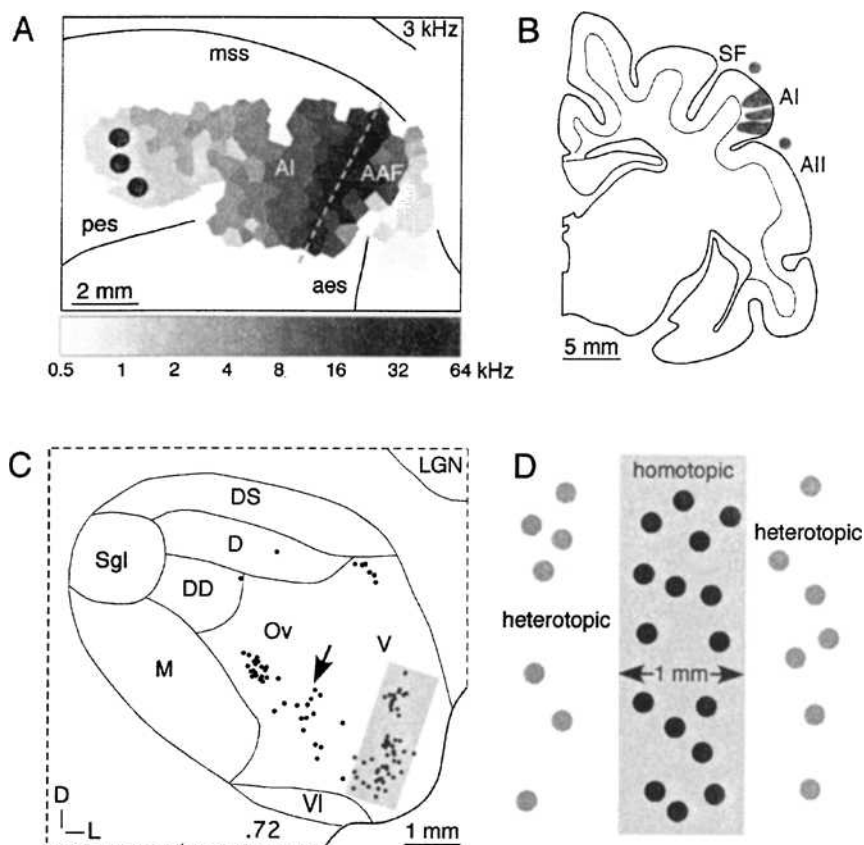 A
3 kHz
mss
AI
AAF
pes
aes
2 mm
0.5 1 2 4 8 16 32 64 kHz
B
SF
AI
AII
5 mm
C
LGN
DS
D
Sgl
DD
Ov
V
M
Vl
D
L
.72
1 mm
D
homotopic
heterotopic
heterotopic
1 mm